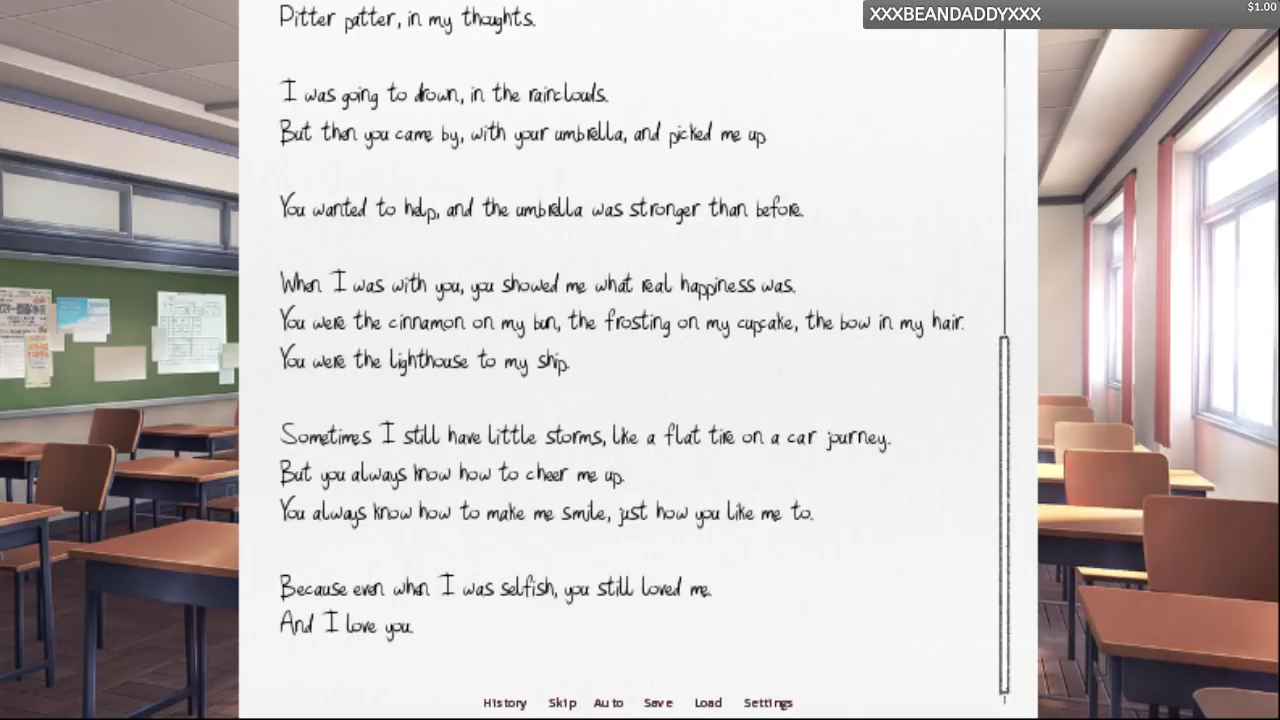 XXXBEANDADDYXXX
$1.00
Pitter patter, in my thoughts.
I was going to drown, in the rainclouds.
But then you came by, with your umbrella, and picked me up
You wanted to help, and the umbrella was stronger than before.
When I was with you, you showed me what real happiness was.
You were the cinnamon on my bun, the frosting on my cupcake, the bow in my hair.
You were the lighthouse to my ship.
Sometimes I still have little storms, like a flat tire on a car journey.
But you always know how to cheer me up.
You always know how to make me smile, just how you like me to.
Because even when I was selfish, you still loved me.
And I love you.
History Skip Auto Save Load Settings